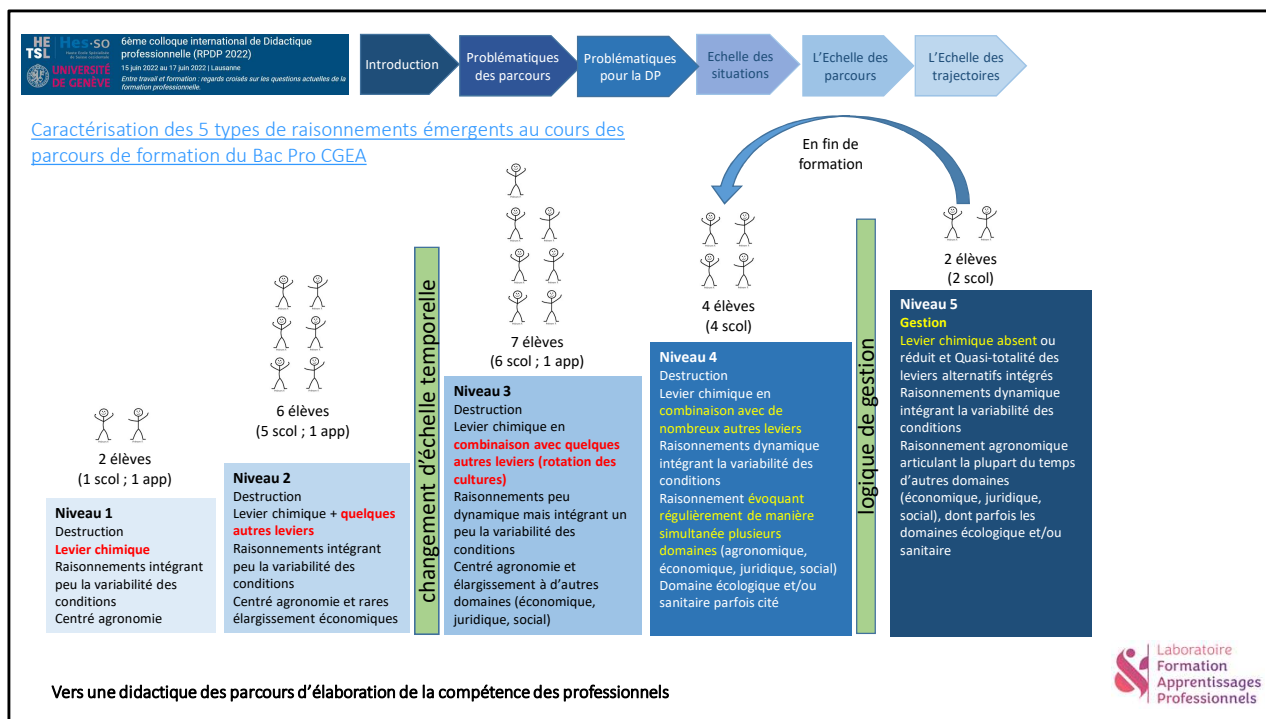 HE
TSL
Hes·so
6ème colloque international de Didactique
professionnelle (RPDP 2022)
15 juin 2022 au 17 juin 2022 | Lausanne
Entre travail et formation : regards croisés sur les questions actuelles de la
formation professionnelle.
UNIVERSITÉ
DE GENÈVE
Introduction
Problématiques
des parcours
Problématiques
pour la DP
Echelle des
situations
L'Echelle des
parcours
L'Echelle des
trajectoires
Caractérisation des 5 types de raisonnements émergents au cours des
parcours de formation du Bac Pro CGEA
En fin de
formation
2 élèves
(1 scol ; 1 app)
Niveau 1
Destruction
Levier chimique
Raisonnements intégrant
peu la variabilité des
conditions
Centré agronomie
6 élèves
(5 scol ; 1 app)
Niveau 2
Destruction
Levier chimique + quelques
autres leviers
Raisonnements intégrant
peu la variabilité des
conditions
Centré agronomie et rares
élargissement économiques
changement d'échelle temporelle
7 élèves
(6 scol ; 1 app)
Niveau 3
Destruction
Levier chimique en
combinaison avec quelques
autres leviers (rotation des
cultures)
Raisonnements peu
dynamique mais intégrant un
peu la variabilité des
conditions
Centré agronomie et
élargissement à d'autres
domaines (économique,
juridique, social)
4 élèves
(4 scol)
Niveau 4
Destruction
Levier chimique en
combinaison avec de
nombreux autres leviers
Raisonnements dynamique
intégrant la variabilité des
conditions
Raisonnement évoquant
régulièrement de manière
simultanée plusieurs
domaines (agronomique,
économique, juridique, social)
Domaine écologique et/ou
sanitaire parfois cité
logique de gestion
2 élèves
(2 scol)
Niveau 5
Gestion
Levier chimique absent ou
réduit et Quasi-totalité des
leviers alternatifs intégrés
Raisonnements dynamique
intégrant la variabilité des
conditions
Raisonnement agronomique
articulant la plupart du temps
d'autres domaines
(économique, juridique,
social), dont parfois les
domaines écologique et/ou
sanitaire
Vers une didactique des parcours d'élaboration de la compétence des professionnels
Laboratoire
Formation
Apprentissages
Professionnels